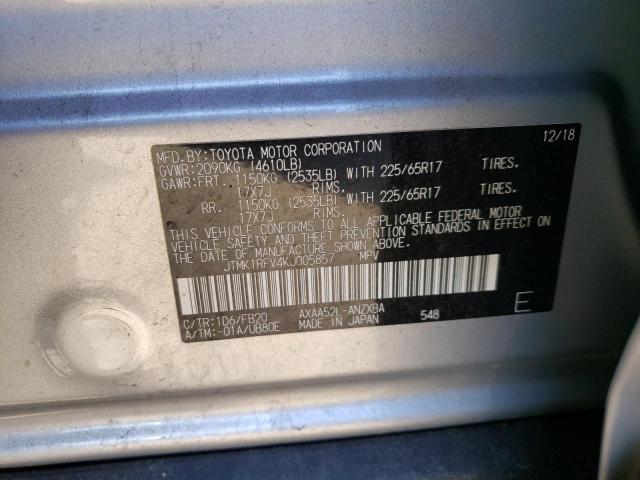 MFD. BY: TOYOTA MOTOR CORPORATION 12/18
GVWR: 2090KG (4610LB)
GAWR: FRT. 1150KG (2535LB) WITH 225/65R17 TIRES.
17X7J RIMS.
RR. 1150KG (2535LB) WITH 225/65R17 TIRES.
17X7J RIMS.
THIS VEHICLE CONFORMS TO ALL APPLICABLE FEDERAL MOTOR
VEHICLE SAFETY AND THEFT PREVENTION STANDARDS IN EFFECT ON
THE DATE OF MANUFACTURE SHOWN ABOVE.
JTMK1RFV4KJ005857 MPV
C/TR: 1D6/FB20 AXAA52L-ANZXBA E
A/TM: -01A/UB80E MADE IN JAPAN 548